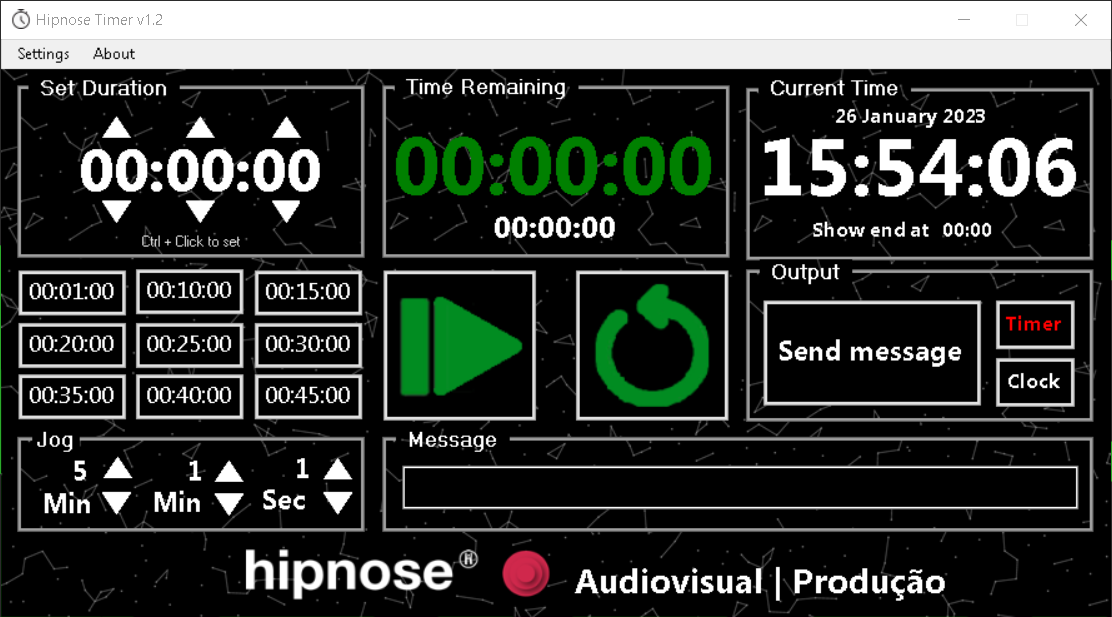 Hipnose Timer v1.2
Settings About
Set Duration
00:00:00
Ctrl + Click to set
Time Remaining
00:00:00
00:00:00
Current Time
26 January 2023
15:54:06
Show end at 00:00
00:01:00 00:10:00 00:15:00
00:20:00 00:25:00 00:30:00
00:35:00 00:40:00 00:45:00
Output
Send message
Timer
Clock
Jog
5 Min
1 Min
1 Sec
Message
hipnose®
Audiovisual | Produção